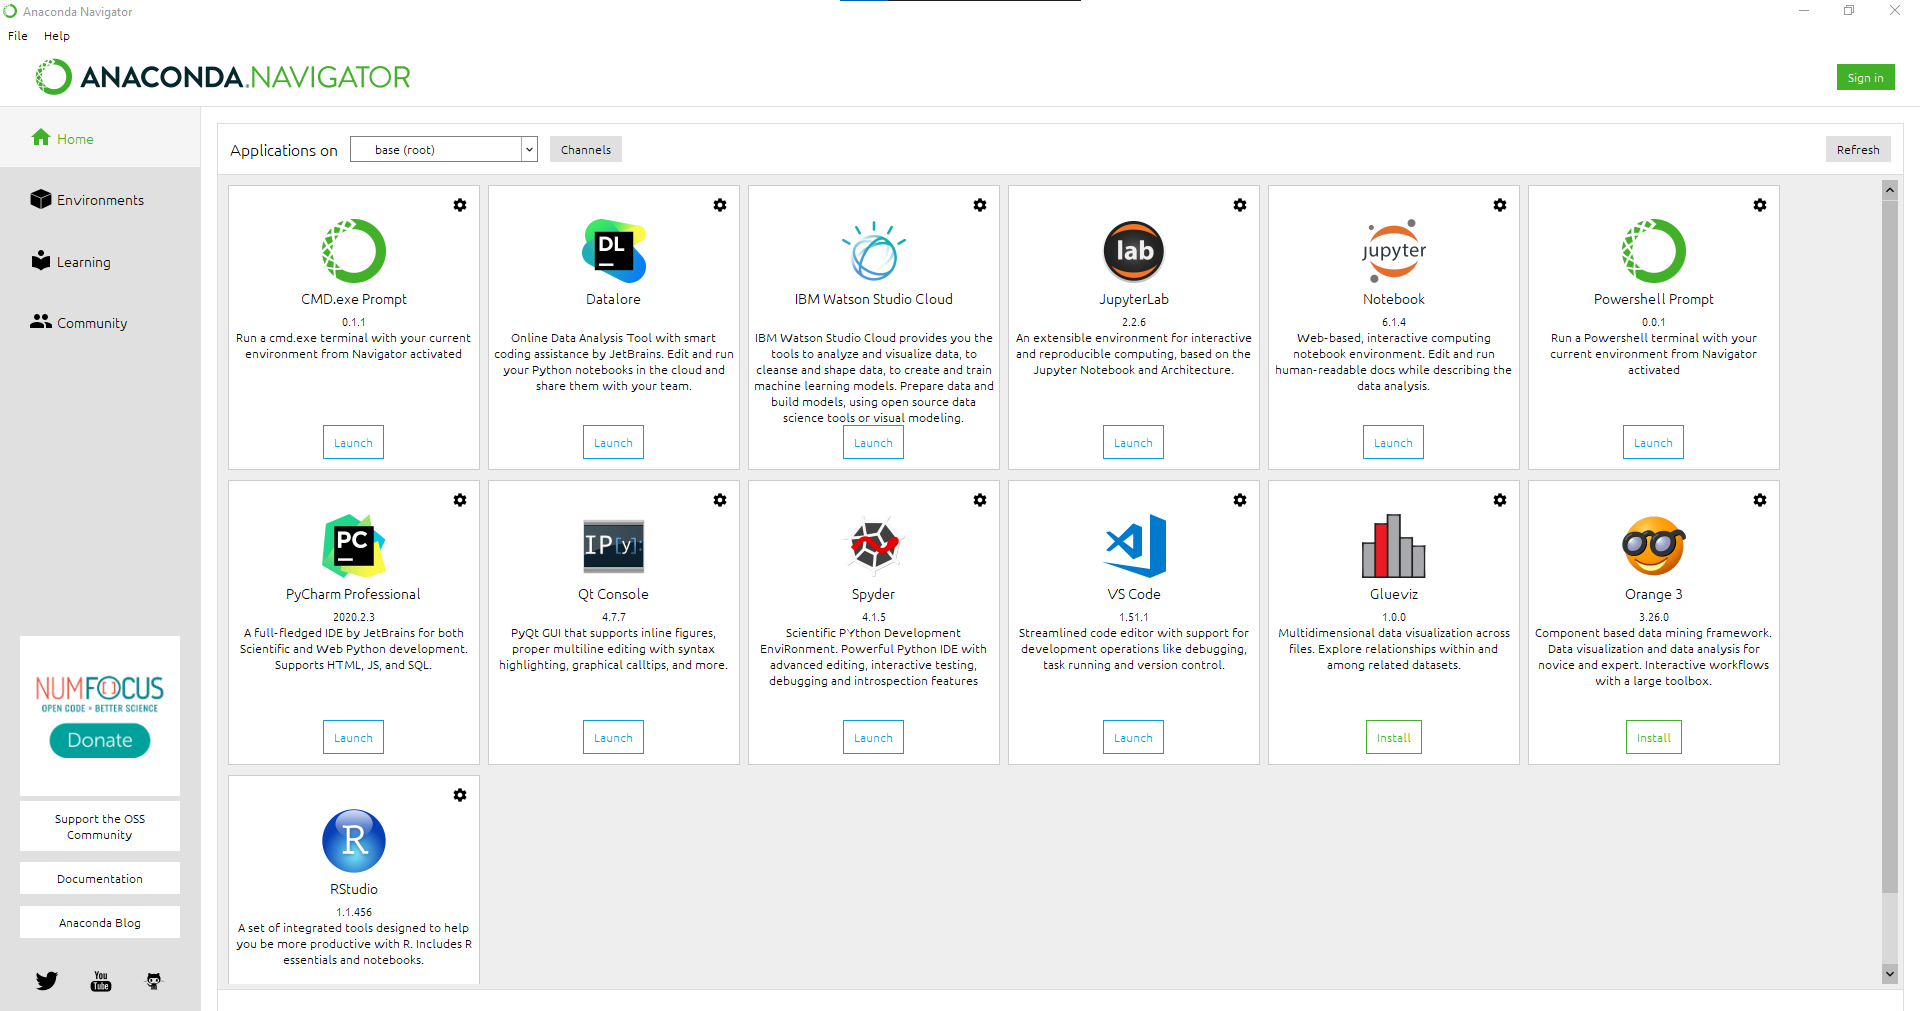 Anaconda Navigator
File Help
ANACONDA.NAVIGATOR
Sign in
Home
Environments
Learning
Community
NUMFOCUS
OPEN CODE = BETTER SCIENCE
Donate
Support the OSS
Community
Documentation
Anaconda Blog
You
Tube
Applications on base (root) Channels Refresh
CMD.exe Prompt
0.1.1
Run a cmd.exe terminal with your current
environment from Navigator activated
Launch
DL
Datalore
Online Data Analysis Tool with smart
coding assistance by JetBrains. Edit and run
your Python notebooks in the cloud and
share them with your team.
Launch
IBM Watson Studio Cloud
IBM Watson Studio Cloud provides you the
tools to analyze and visualize data, to
cleanse and shape data, to create and train
machine learning models. Prepare data and
build models, using open source data
science tools or visual modeling.
Launch
lab
JupyterLab
2.2.6
An extensible environment for interactive
and reproducible computing, based on the
Jupyter Notebook and Architecture.
Launch
jupyter
Notebook
6.1.4
Web-based, interactive computing
notebook environment. Edit and run
human-readable docs while describing the
data analysis.
Launch
Powershell Prompt
0.0.1
Run a Powershell terminal with your
current environment from Navigator
activated
Launch
PC
PyCharm Professional
2020.2.3
A full-fledged IDE by JetBrains for both
Scientific and Web Python development.
Supports HTML, JS, and SQL.
Launch
IP[y]:
Qt Console
4.7.7
PyQt GUI that supports inline figures,
proper multiline editing with syntax
highlighting, graphical calltips, and more.
Launch
Spyder
4.1.5
Scientific PYthon Development
EnviRonment. Powerful Python IDE with
advanced editing, interactive testing,
debugging and introspection features
Launch
VS Code
1.51.1
Streamlined code editor with support for
development operations like debugging,
task running and version control.
Launch
Glueviz
1.0.0
Multidimensional data visualization across
files. Explore relationships within and
among related datasets.
Install
Orange 3
3.26.0
Component based data mining framework.
Data visualization and data analysis for
novice and expert. Interactive workflows
with a large toolbox.
Install
R
RStudio
1.1.456
A set of integrated tools designed to help
you be more productive with R. Includes R
essentials and notebooks.